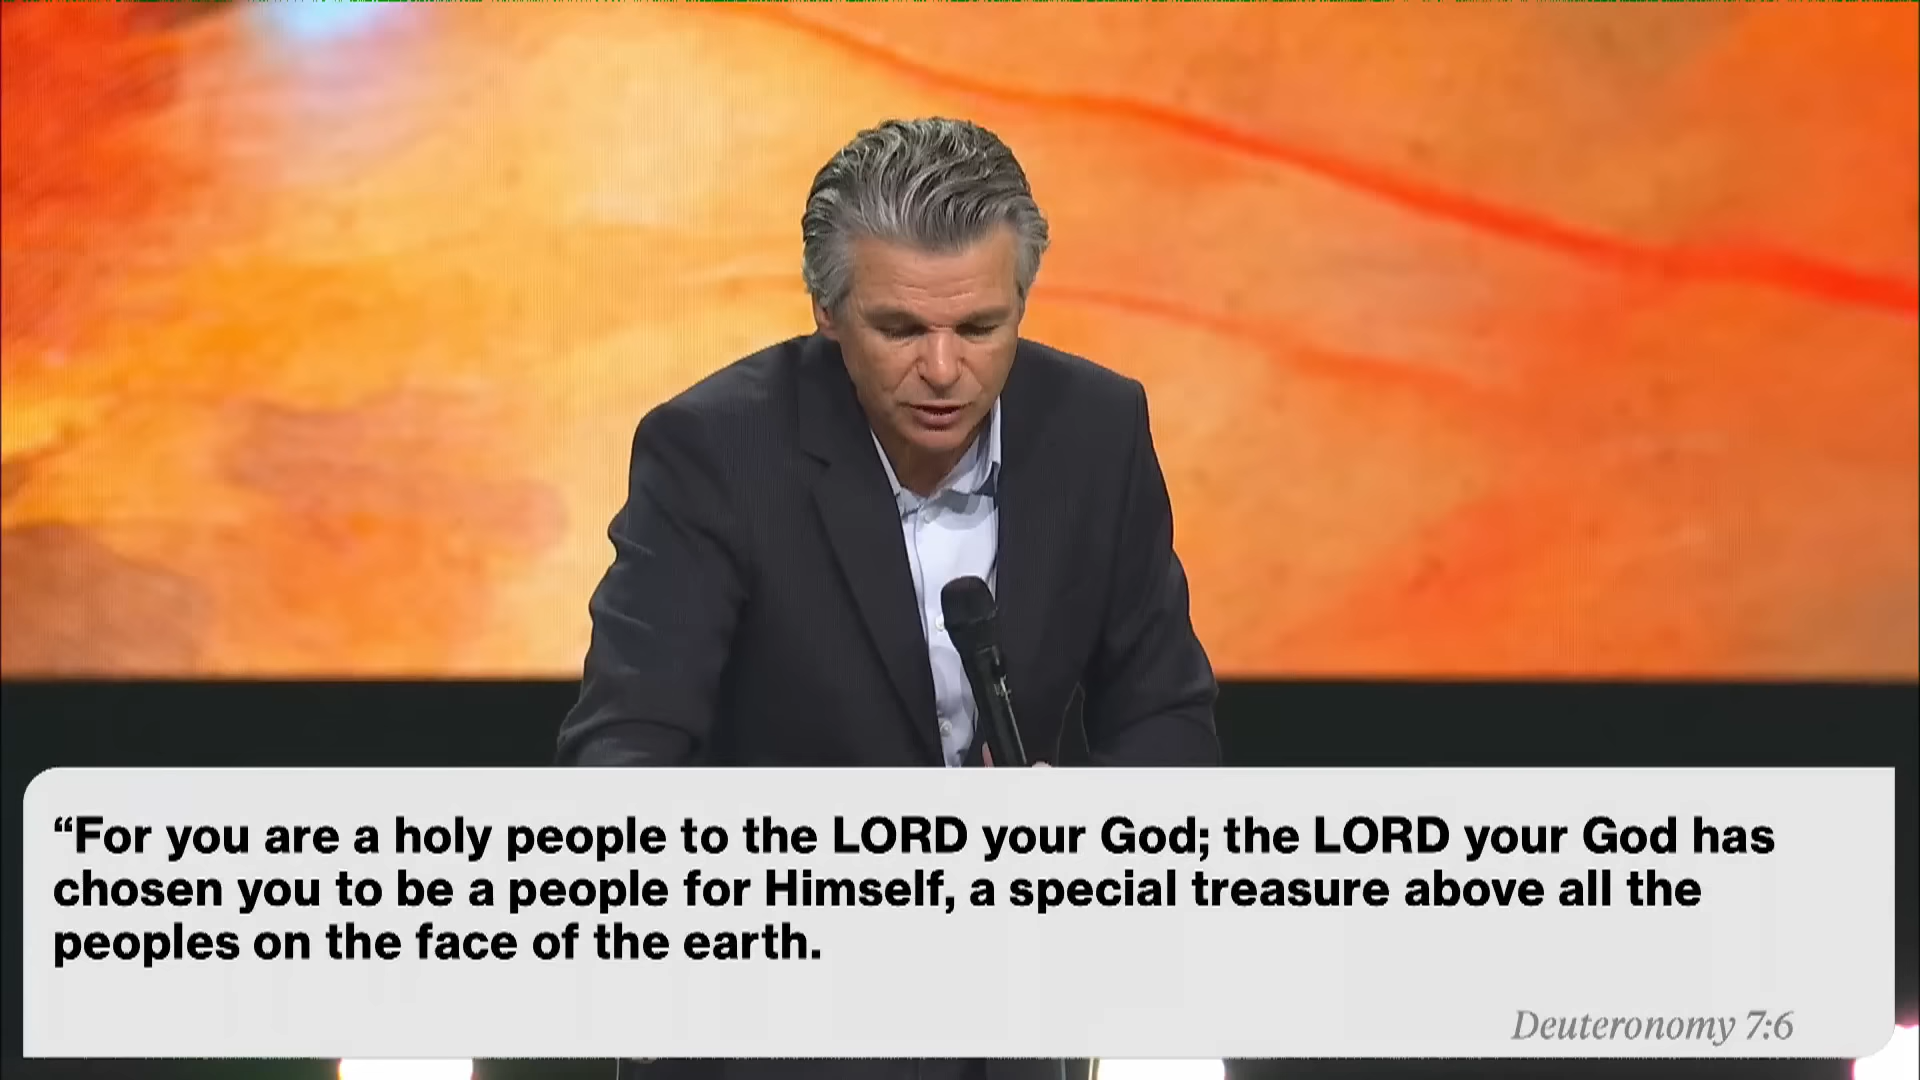 “For you are a holy people to the LORD your God; the LORD your God has
chosen you to be a people for Himself, a special treasure above all the
peoples on the face of the earth.
Deuteronomy 7:6